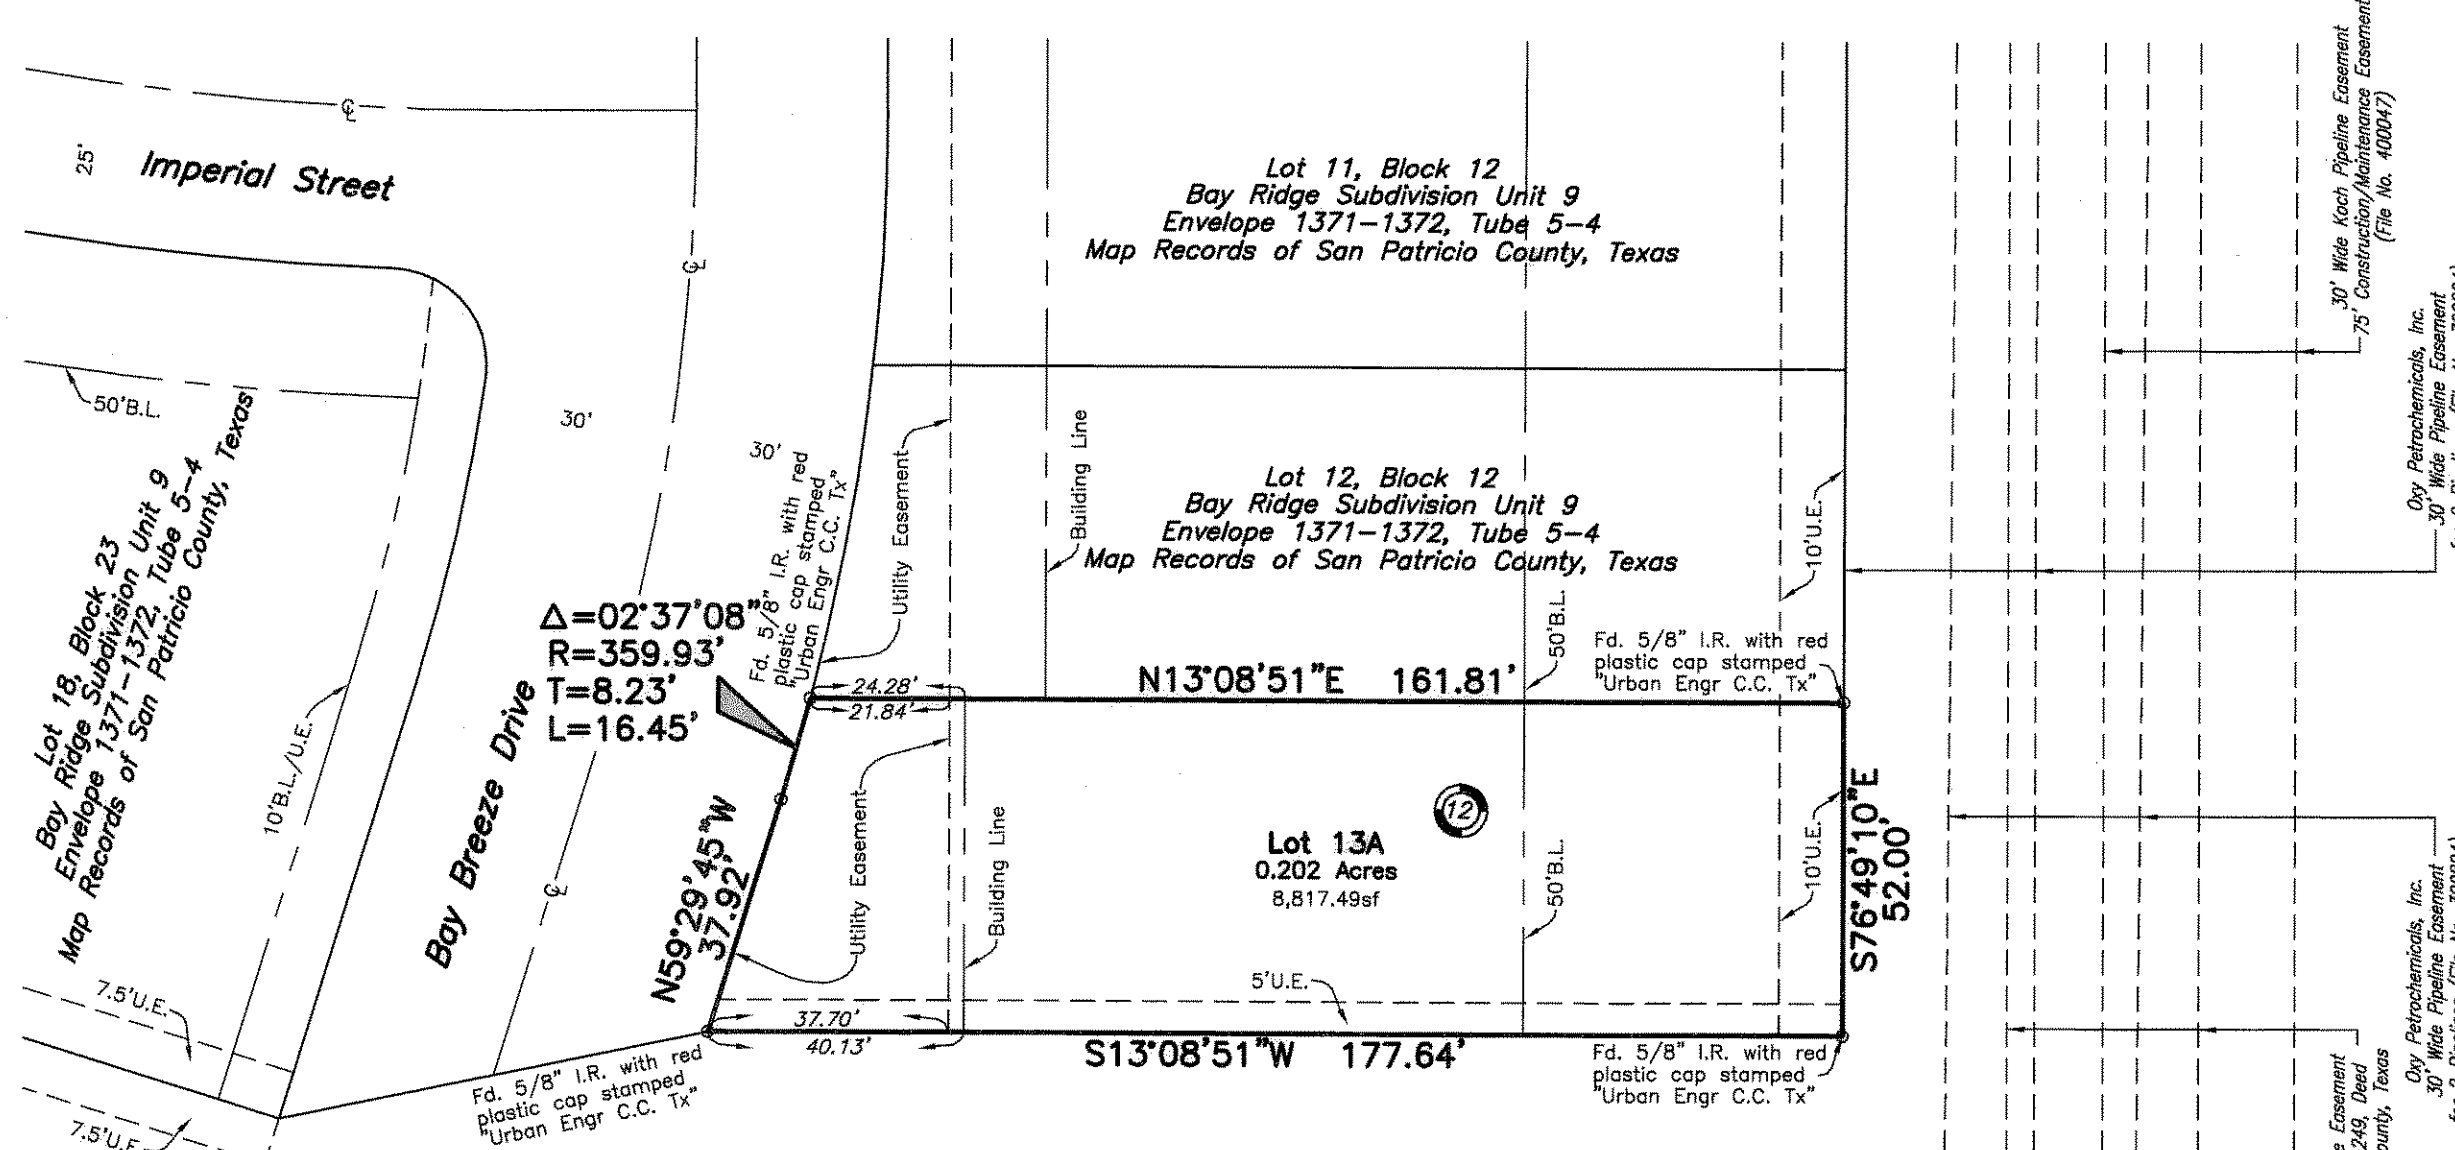 25'
Imperial Street
℄
℄
50'B.L.
30'
30'
Lot 18, Block 23
Bay Ridge Subdivision Unit 9
Envelope 1371-1372, Tube 5-4
Map Records of San Patricio County, Texas
10'B.L./U.E.
7.5'U.E.
7.5'U.E.
Bay Breeze Drive
℄
Lot 11, Block 12
Bay Ridge Subdivision Unit 9
Envelope 1371-1372, Tube 5-4
Map Records of San Patricio County, Texas
Utility Easement
Building Line
Lot 12, Block 12
Bay Ridge Subdivision Unit 9
Envelope 1371-1372, Tube 5-4
Map Records of San Patricio County, Texas
10'U.E.
50'B.L.
Fd. 5/8" I.R. with red
plastic cap stamped
"Urban Engr C.C. Tx"
Δ=02°37'08"
R=359.93'
T=8.23'
L=16.45'
24.28'
21.84'
N13°08'51"E 161.81'
Fd. 5/8" I.R. with red
plastic cap stamped
"Urban Engr C.C. Tx"
N59°29'45"W
37.92'
Utility Easement
Building Line
12
Lot 13A
0.202 Acres
8,817.49sf
50'B.L.
10'U.E.
S76°49'10"E
52.00'
5'U.E.
37.70'
40.13'
S13°08'51"W 177.64'
Fd. 5/8" I.R. with red
plastic cap stamped
"Urban Engr C.C. Tx"
Fd. 5/8" I.R. with red
plastic cap stamped
"Urban Engr C.C. Tx"
30' Wide Koch Pipeline Easement
75' Construction/Maintenance Easement
(File No. 400047)
Oxy Petrochemicals, Inc.
30' Wide Pipeline Easement
Oxy Petrochemicals, Inc.
30' Wide Pipeline Easement
e Easement
249, Deed
ounty, Texas